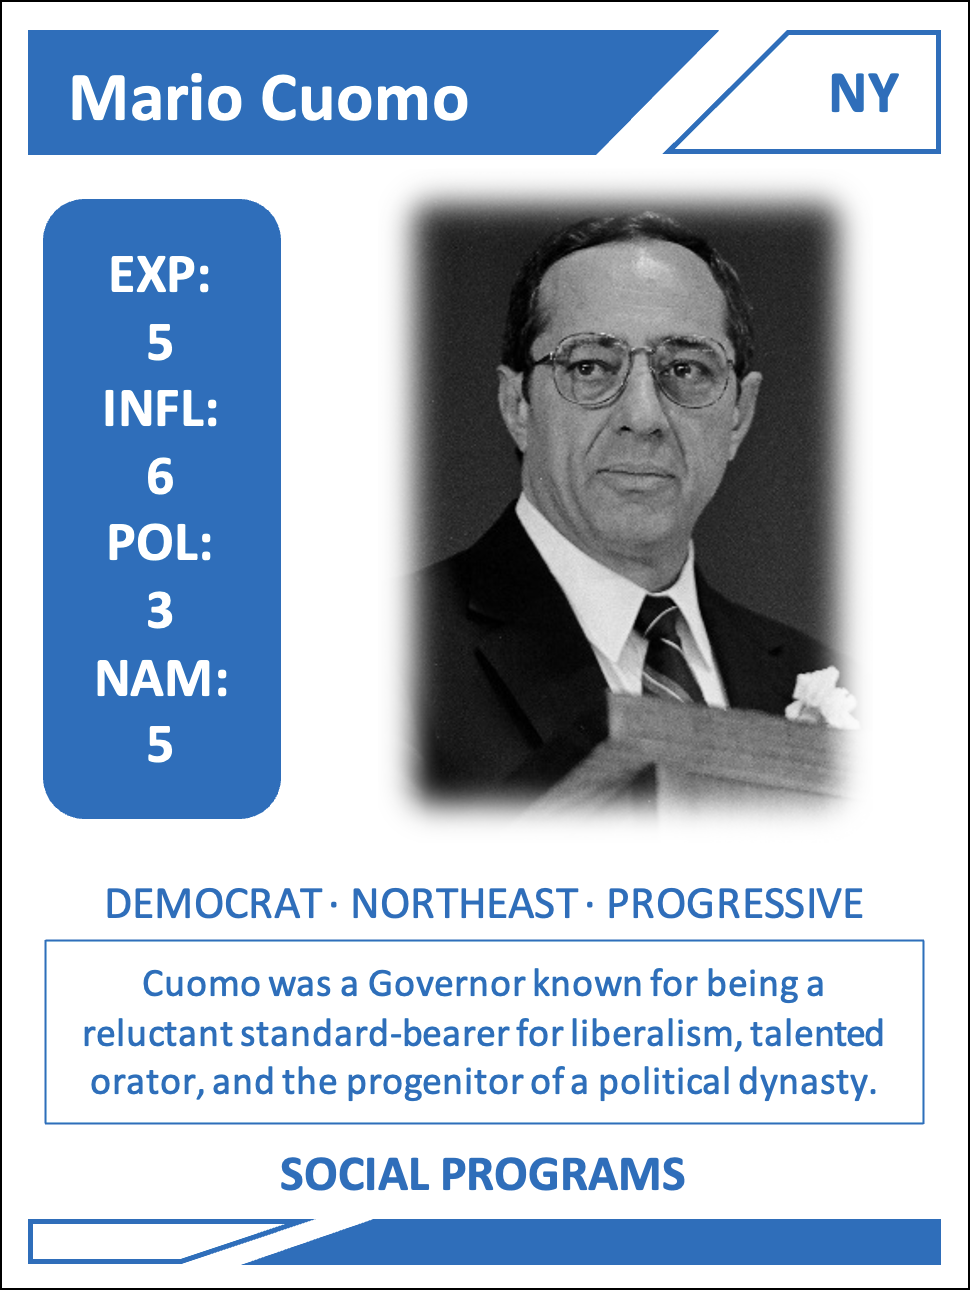 Mario Cuomo
NY
EXP:
5
INFL:
6
POL:
3
NAM:
5
DEMOCRAT · NORTHEAST · PROGRESSIVE
Cuomo was a Governor known for being a
reluctant standard-bearer for liberalism, talented
orator, and the progenitor of a political dynasty.
SOCIAL PROGRAMS